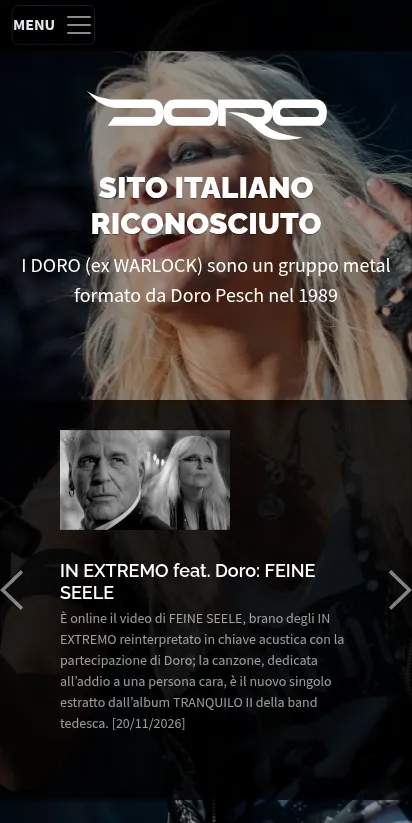 MENU
DORO
SITO ITALIANO
RICONOSCIUTO
I DORO (ex WARLOCK) sono un gruppo metal
formato da Doro Pesch nel 1989
IN EXTREMO feat. Doro: FEINE
SEELE
È online il video di FEINE SEELE, brano degli IN
EXTREMO reinterpretato in chiave acustica con la
partecipazione di Doro; la canzone, dedicata
all'addio a una persona cara, è il nuovo singolo
estratto dall'album TRANQUILO II della band
tedesca. [20/11/2026]